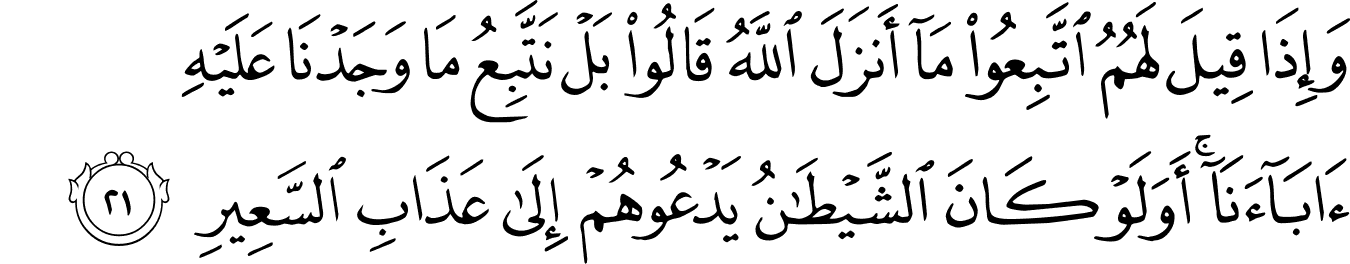 وَإِذَا قِيلَ لَهُمُ ٱتَّبِعُوا۟ مَآ أَنزَلَ ٱللَّهُ قَالُوا۟ بَلْ نَتَّبِعُ مَا وَجَدْنَا عَلَيْهِ
ءَابَآءَنَآ ۚ أَوَلَوْ كَانَ ٱلشَّيْطَٰنُ يَدْعُوهُمْ إِلَىٰ عَذَابِ ٱلسَّعِيرِ ٢١